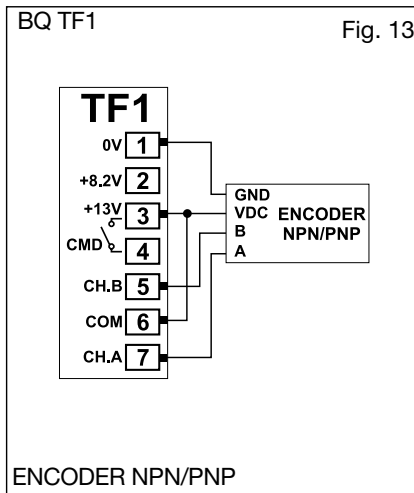 BQ TF1
Fig. 13
TF1
0V 1
+8.2V 2
+13V 3
CMD 4
CH.B 5
COM 6
CH.A 7
GND
VDC
B
A
ENCODER
NPN/PNP
ENCODER NPN/PNP